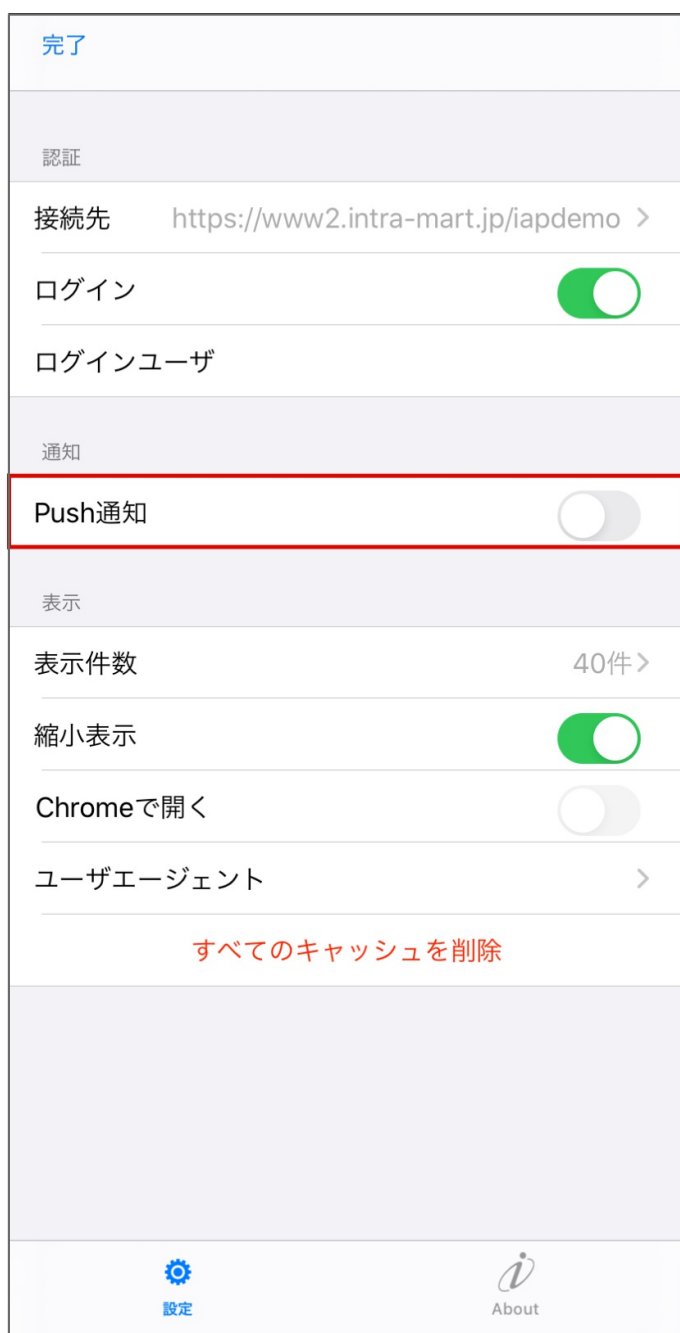 完了
認証
接続先 https://www2.intra-mart.jp/iapdemo
ログイン
ログインユーザ
通知
Push通知
表示
表示件数 40件
縮小表示
Chromeで開く
ユーザエージェント
すべてのキャッシュを削除
設定 About